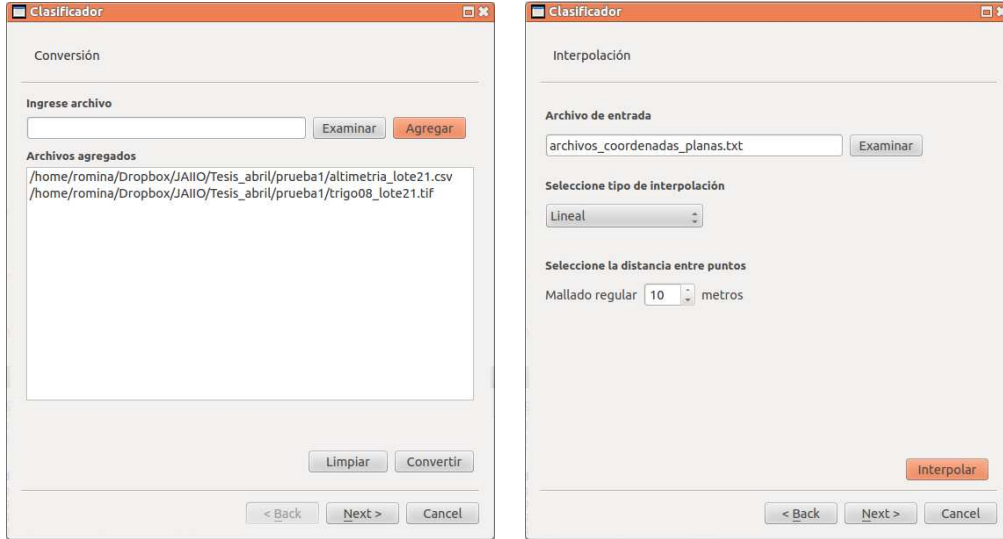 Clasificador
Conversión
Ingrese archivo
Examinar
Agregar
Archivos agregados
/home/romina/Dropbox/JAIIO/Tesis_abril/prueba1/altimetria_lote21.csv
/home/romina/Dropbox/JAIIO/Tesis_abril/prueba1/trigo08_lote21.tif
Limpiar
Convertir
< Back
Next >
Cancel
Clasificador
Interpolación
Archivo de entrada
archivos_coordenadas_planas.txt
Examinar
Seleccione tipo de interpolación
Lineal
Seleccione la distancia entre puntos
Mallado regular 10 metros
Interpolar
< Back
Next >
Cancel